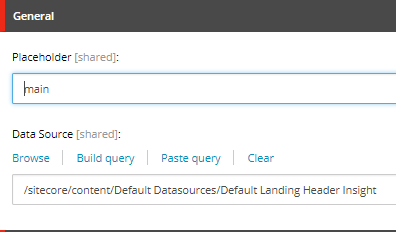 General
Placeholder [shared]:
main
Data Source [shared]:
Browse Build query Paste query Clear
/sitecore/content/Default Datasources/Default Landing Header Insight